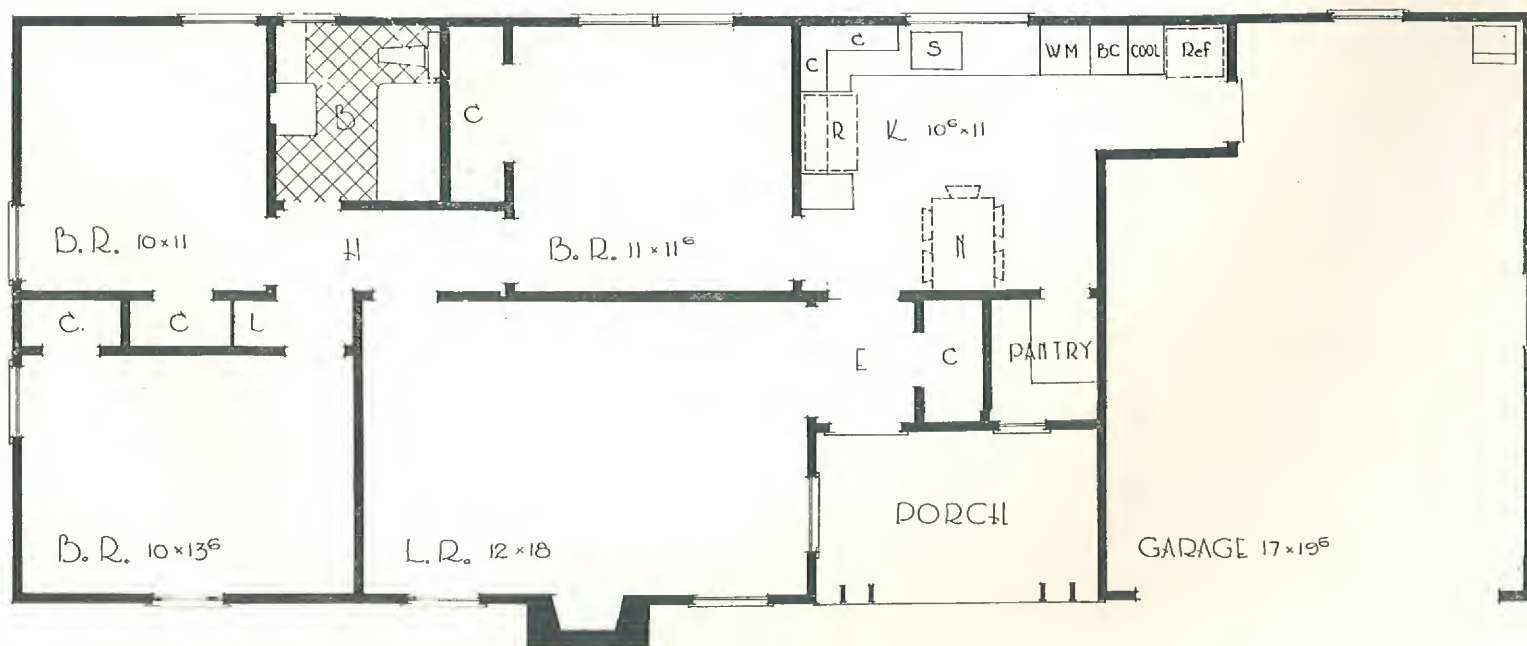 C
C
S
WM
BC
COOL
Ref
B
C
R
K 10⁶×11
B.R. 10×11
H
B.R. 11×11⁶
N
C.
C
L
E
C
PANTRY
B.R. 10×13⁶
L.R. 12×18
PORCH
GARAGE 17×19⁶